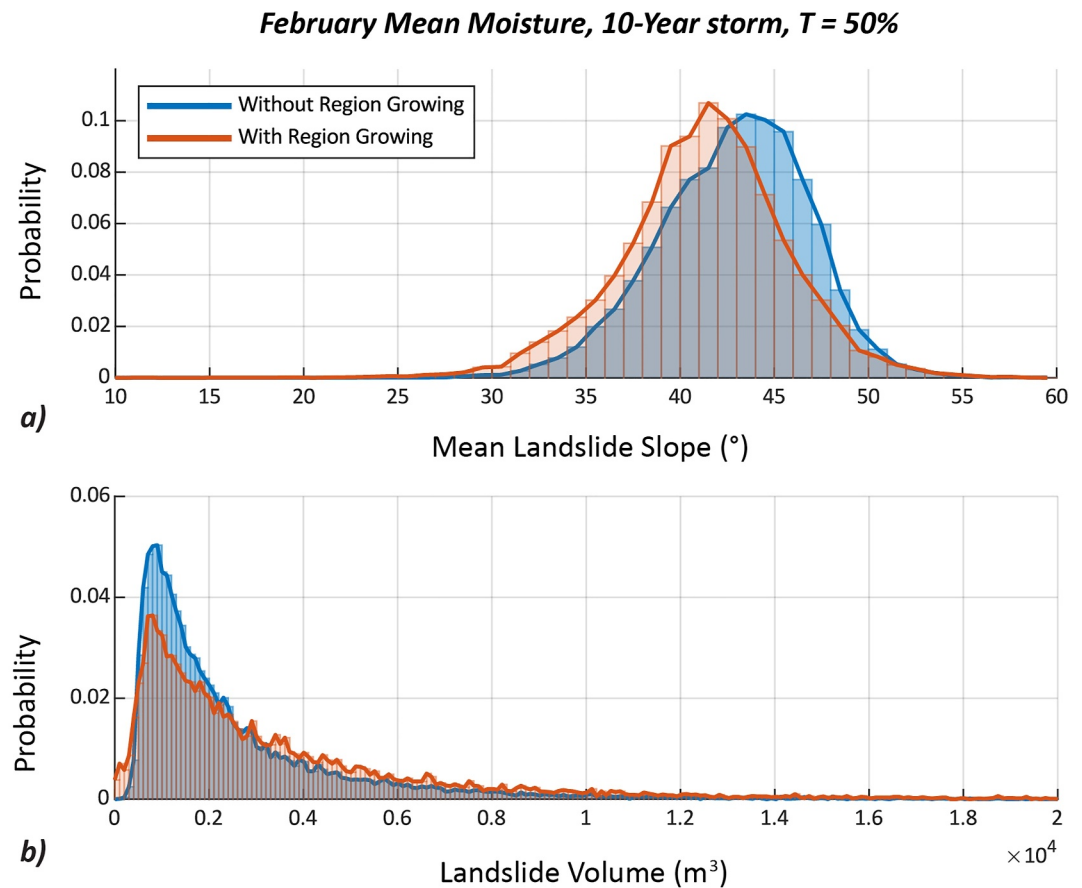 February Mean Moisture, 10-Year storm, T = 50%
Without Region Growing
With Region Growing
Probability
0.1
0.08
0.06
0.04
0.02
0
10 15 20 25 30 35 40 45 50 55 60
a)
Mean Landslide Slope (°)
Probability
0.06
0.04
0.02
0
0 0.2 0.4 0.6 0.8 1 1.2 1.4 1.6 1.8 2
×10⁴
b)
Landslide Volume (m³)